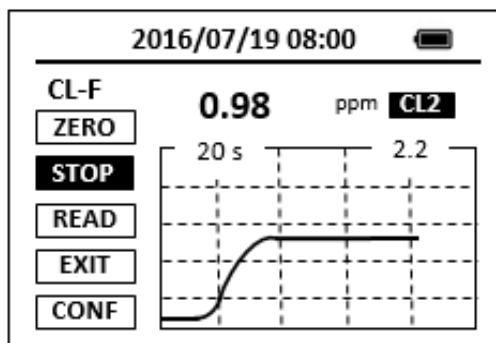 2016/07/19 08:00
CL-F
0.98 ppm CL2
ZERO
20 s 2.2
STOP
READ
EXIT
CONF